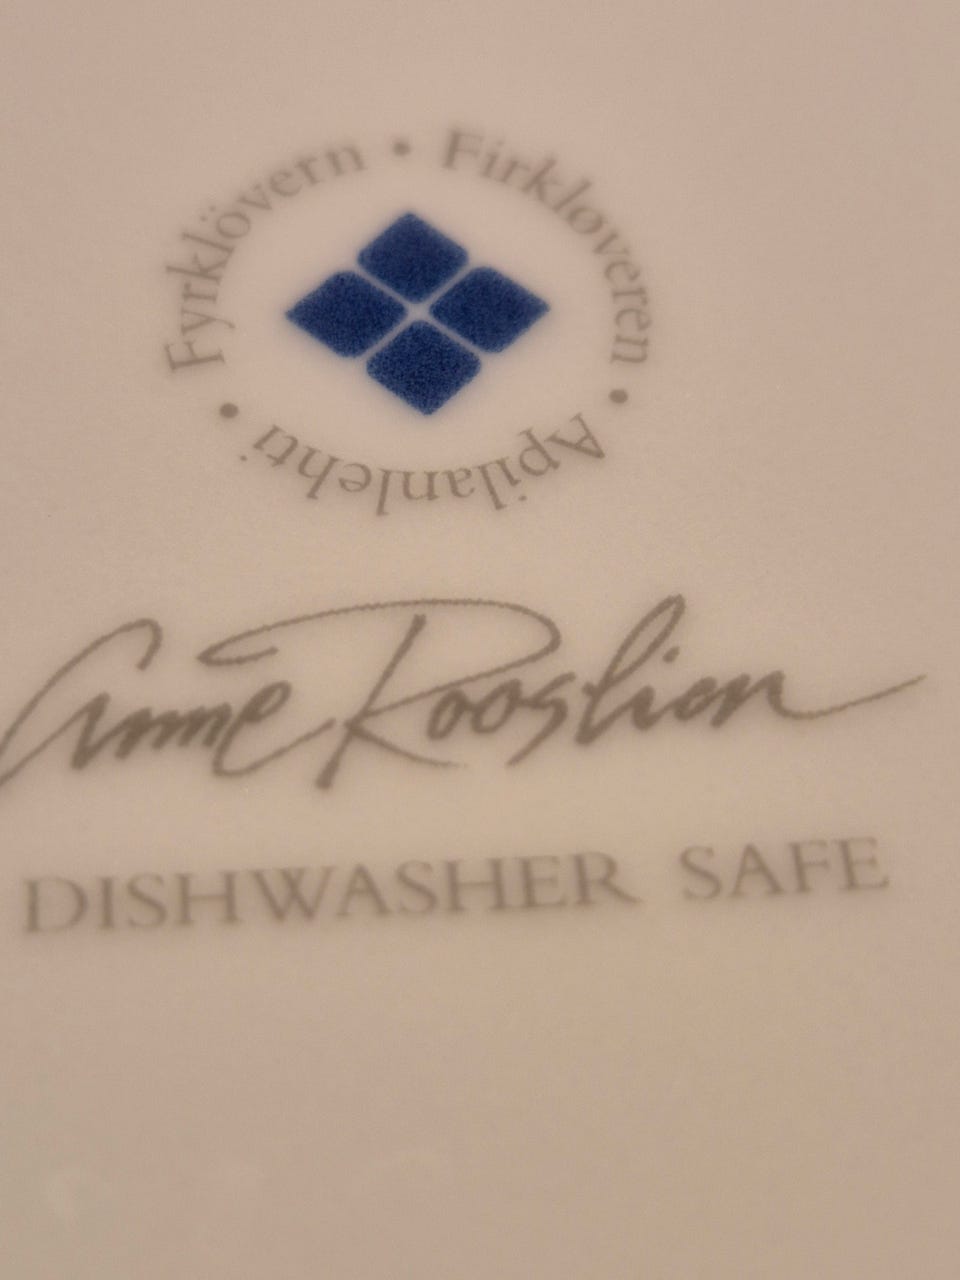 Fyrklövern • Firkløveren • Apilanlehti •
Anne Rooslien
DISHWASHER SAFE